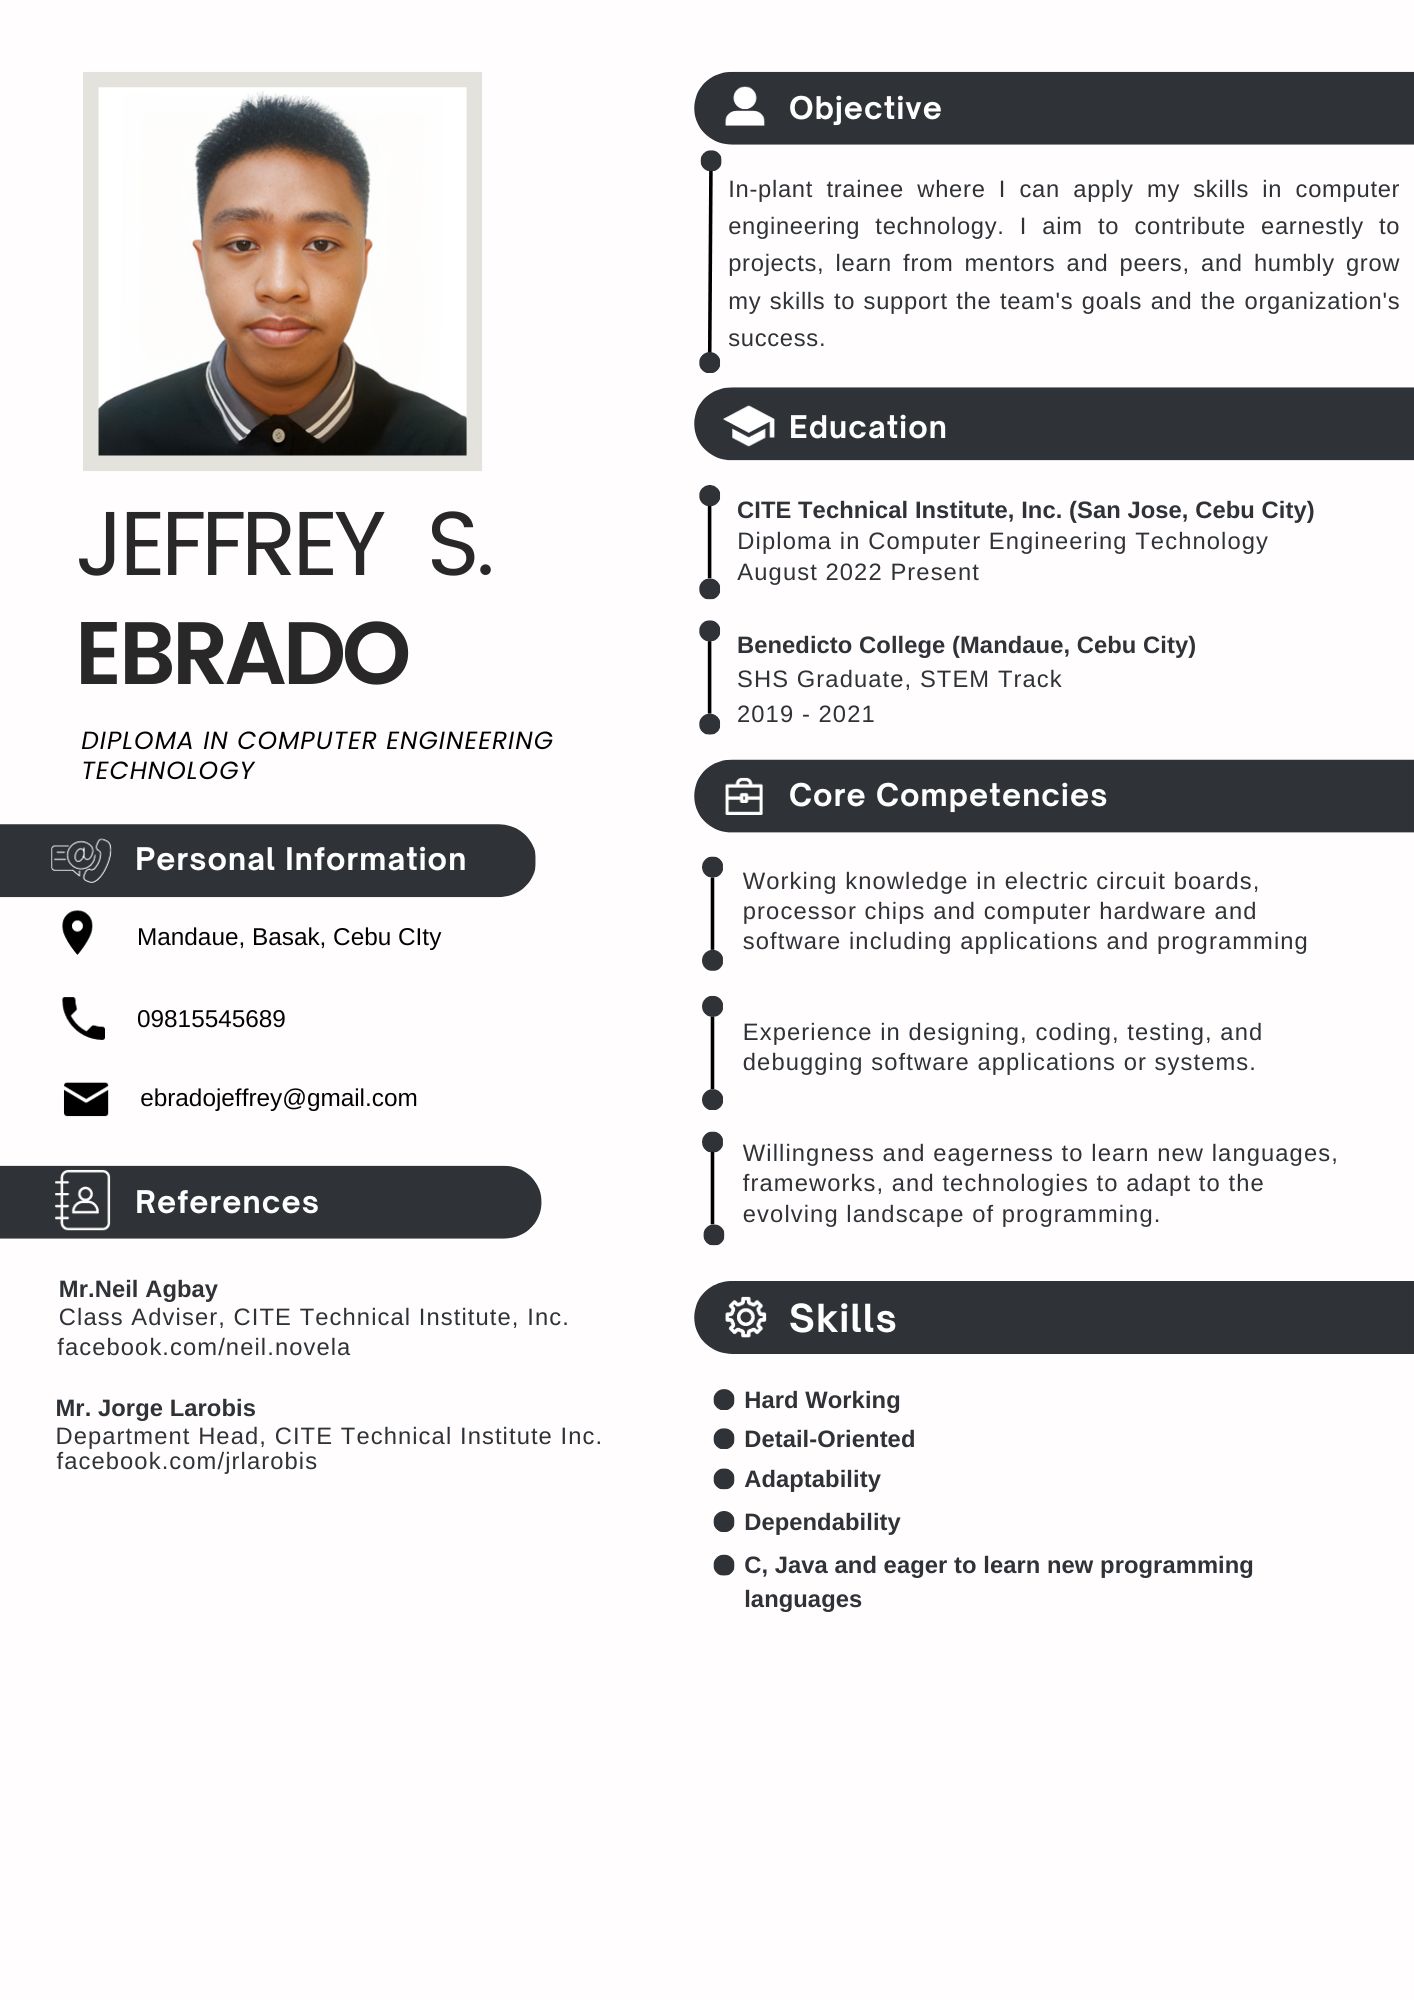 JEFFREY S.
EBRADO
DIPLOMA IN COMPUTER ENGINEERING
TECHNOLOGY
Personal Information
Mandaue, Basak, Cebu CIty
09815545689
ebradojeffrey@gmail.com
References
Mr.Neil Agbay
Class Adviser, CITE Technical Institute, Inc.
facebook.com/neil.novela
Mr. Jorge Larobis
Department Head, CITE Technical Institute Inc.
facebook.com/jrlarobis
Objective
In-plant trainee where I can apply my skills in computer
engineering technology. I aim to contribute earnestly to
projects, learn from mentors and peers, and humbly grow
my skills to support the team's goals and the organization's
success.
Education
CITE Technical Institute, Inc. (San Jose, Cebu City)
Diploma in Computer Engineering Technology
August 2022 Present
Benedicto College (Mandaue, Cebu City)
SHS Graduate, STEM Track
2019 - 2021
Core Competencies
Working knowledge in electric circuit boards,
processor chips and computer hardware and
software including applications and programming
Experience in designing, coding, testing, and
debugging software applications or systems.
Willingness and eagerness to learn new languages,
frameworks, and technologies to adapt to the
evolving landscape of programming.
Skills
Hard Working
Detail-Oriented
Adaptability
Dependability
C, Java and eager to learn new programming
languages